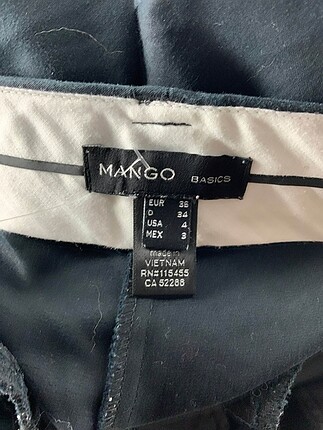 MANGO BASICS
EUR 36
D 34
USA 4
MEX 3
made in
VIETNAM
RN#115455
CA 52286